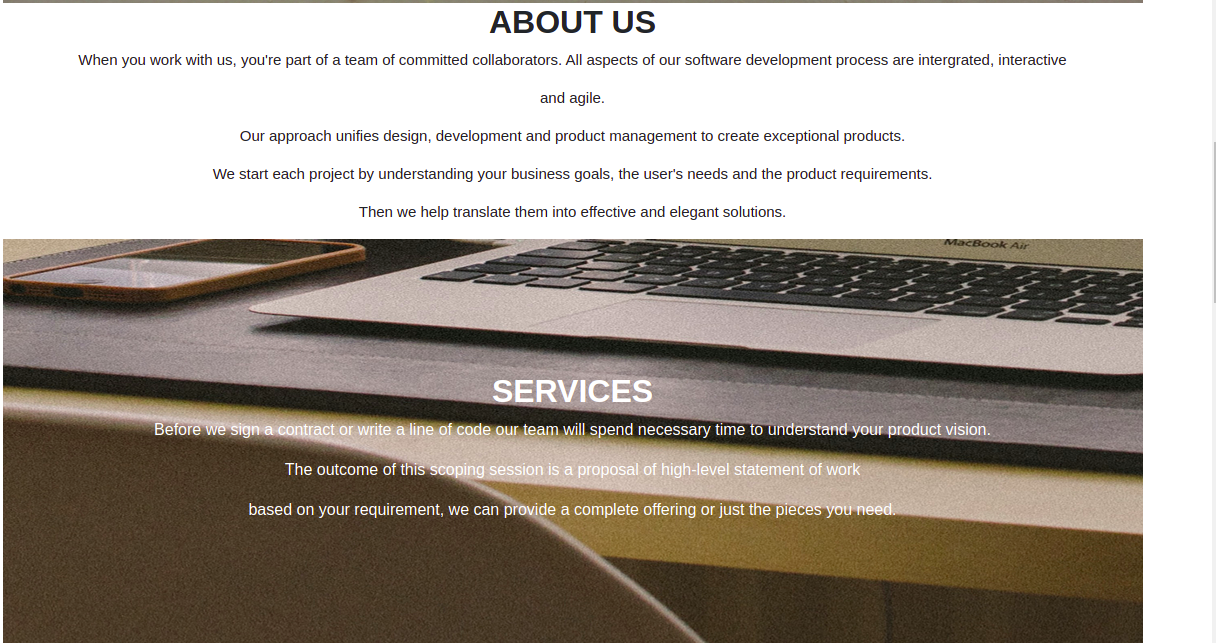 ABOUT US
When you work with us, you're part of a team of committed collaborators. All aspects of our software development process are intergrated, interactive
and agile.
Our approach unifies design, development and product management to create exceptional products.
We start each project by understanding your business goals, the user's needs and the product requirements.
Then we help translate them into effective and elegant solutions.
MacBook Air
SERVICES
Before we sign a contract or write a line of code our team will spend necessary time to understand your product vision.
The outcome of this scoping session is a proposal of high-level statement of work
based on your requirement, we can provide a complete offering or just the pieces you need.